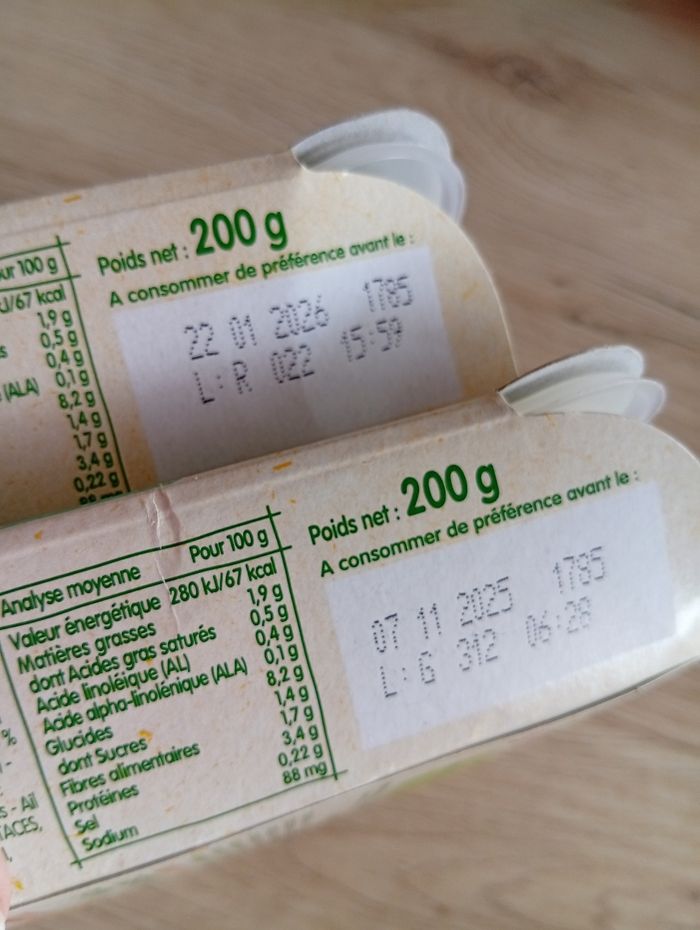 Poids net : 200 g
A consommer de préférence avant le :
22 01 2026 1785
L: R 022 15:59
ur 100 g
J/67 kcal
1,9 g
0,5 g
0,4 g
(ALA) 0,1 g
8,2 g
1,4 g
1,7 g
3,4 g
0,22 g
Poids net : 200 g
A consommer de préférence avant le :
07 11 2025 1785
L: G 312 06:28
Analyse moyenne Pour 100 g
Valeur énergétique 280 kJ/67 kcal
Matières grasses 1,9 g
dont Acides gras saturés 0,5 g
Acide linoléique (AL) 0,4 g
Acide alpha-linolénique (ALA) 0,1 g
Glucides 8,2 g
dont Sucres 1,4 g
Fibres alimentaires 1,7 g
Protéines 3,4 g
Sel 0,22 g
Sodium 88 mg
%
s - Ail
TACES,